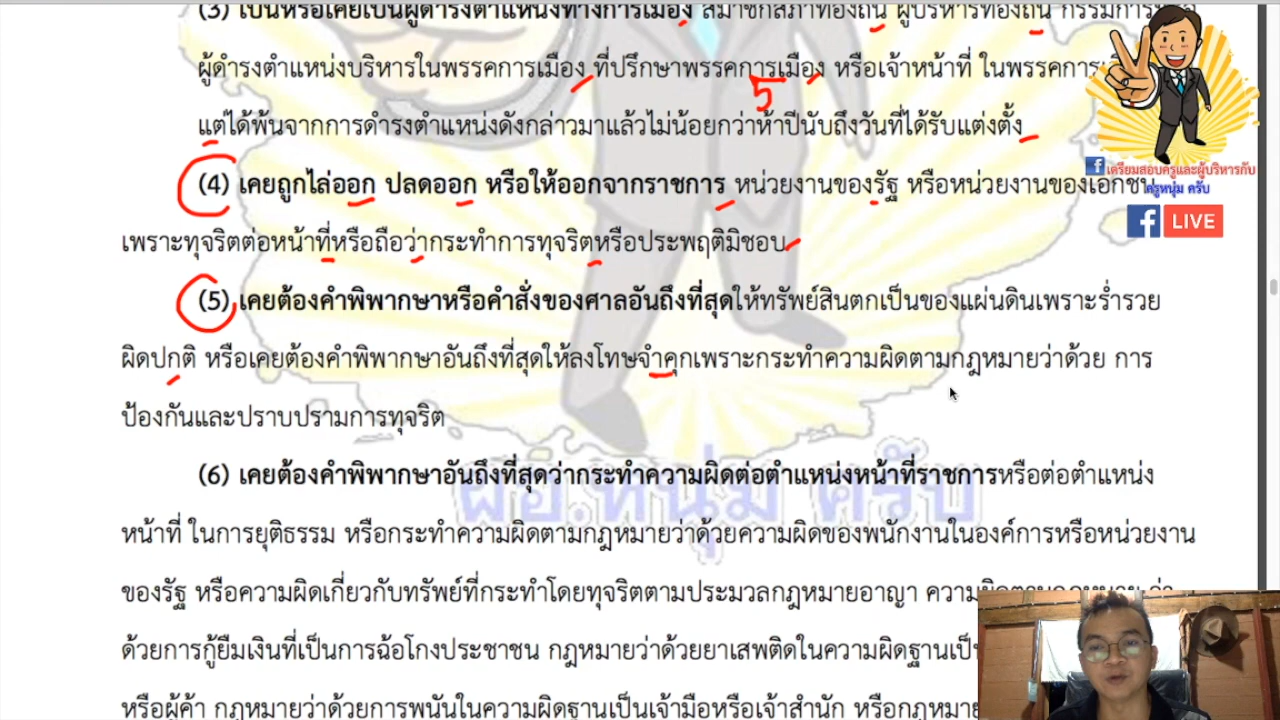 (3) เป็นหรือเคยเป็นผู้ดำรงตำแหน่งทางการเมือง สมาชิกสภาท้องถิ่น ผู้บริหารท้องถิ่น
ผู้ดำรงตำแหน่งบริหารในพรรคการเมือง ที่ปรึกษาพรรคการเมือง หรือเจ้าหน้าที่ ในพรรคการ
5
แต่ได้พ้นจากการดำรงตำแหน่งดังกล่าวมาแล้วไม่น้อยกว่าห้าปีนับถึงวันที่ได้รับแต่งตั้ง
(4) เคยถูกไล่ออก ปลดออก หรือให้ออกจากราชการ หน่วยงานของรัฐ หรือหน่วยงานของเอกชน
เพราะทุจริตต่อหน้าที่หรือถือว่ากระทำการทุจริตหรือประพฤติมิชอบ
(5) เคยต้องคำพิพากษาหรือคำสั่งของศาลอันถึงที่สุดให้ทรัพย์สินตกเป็นของแผ่นดินเพราะร่ำรวย
ผิดปกติ หรือเคยต้องคำพิพากษาอันถึงที่สุดให้ลงโทษจำคุกเพราะกระทำความผิดตามกฎหมายว่าด้วย การ
ป้องกันและปราบปรามการทุจริต
(6) เคยต้องคำพิพากษาอันถึงที่สุดว่ากระทำความผิดต่อตำแหน่งหน้าที่ราชการหรือต่อตำแหน่ง
หน้าที่ ในการยุติธรรม หรือกระทำความผิดตามกฎหมายว่าด้วยความผิดของพนักงานในองค์การหรือหน่วยงาน
ของรัฐ หรือความผิดเกี่ยวกับทรัพย์ที่กระทำโดยทุจริตตามประมวลกฎหมายอาญา
ด้วยการกู้ยืมเงินที่เป็นการฉ้อโกงประชาชน กฎหมายว่าด้วยยาเสพติดในความผิดฐานเป็น
หรือผู้ค้า กฎหมายว่าด้วยการพนันในความผิดฐานเป็นเจ้ามือหรือเจ้าสำนัก หรือกฎหมาย
ผอ.หนุ่ม ครับ
f เตรียมสอบครูและผู้บริหารกับ
ครูหนุ่ม ครับ
f LIVE